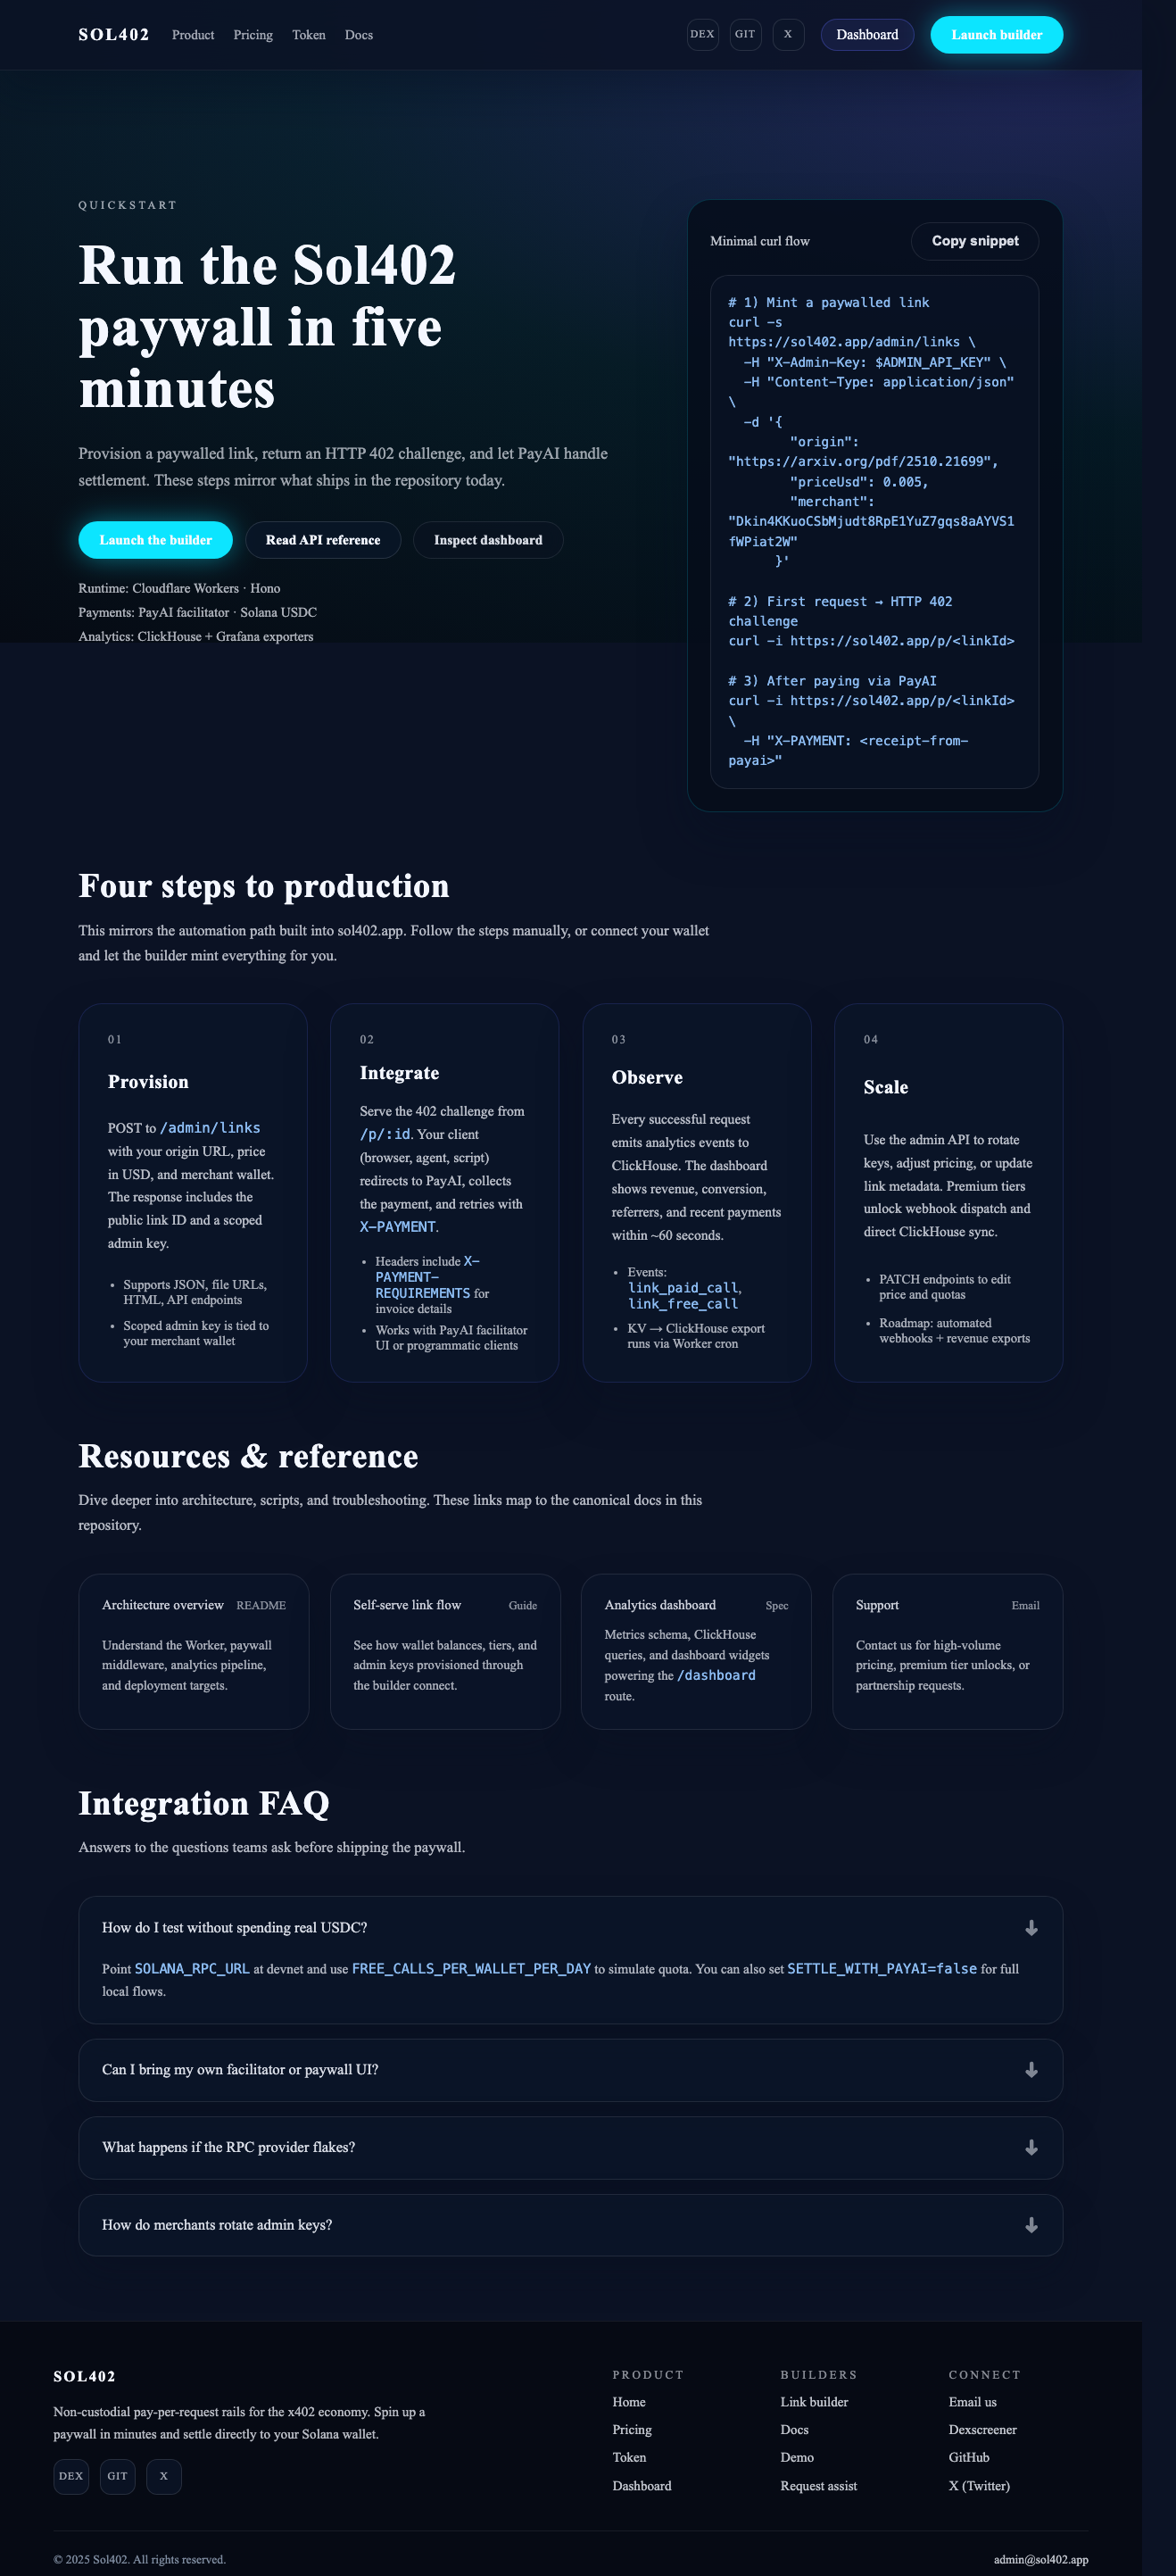 SOL402 Product Pricing Token Docs DEX GIT X Dashboard Launch builder
QUICKSTART
Run the Sol402
paywall in five
minutes
Provision a paywalled link, return an HTTP 402 challenge, and let PayAI handle
settlement. These steps mirror what ships in the repository today.
Launch the builder Read API reference Inspect dashboard
Runtime: Cloudflare Workers · Hono
Payments: PayAI facilitator · Solana USDC
Analytics: ClickHouse + Grafana exporters
Minimal curl flow Copy snippet
# 1) Mint a paywalled link
curl -s
https://sol402.app/admin/links \
-H "X-Admin-Key: $ADMIN_API_KEY" \
-H "Content-Type: application/json"
\
-d '{
"origin":
"https://arxiv.org/pdf/2510.21699",
"priceUsd": 0.005,
"merchant":
"Dkin4KKuoCSbMjudt8RpE1YuZ7gqs8aAYVS1
fWPiat2W"
}'
# 2) First request → HTTP 402
challenge
curl -i https://sol402.app/p/<linkId>
# 3) After paying via PayAI
curl -i https://sol402.app/p/<linkId>
\
-H "X-PAYMENT: <receipt-from-
payai>"
Four steps to production
This mirrors the automation path built into sol402.app. Follow the steps manually, or connect your wallet
and let the builder mint everything for you.
01
Provision
POST to /admin/links
with your origin URL, price
in USD, and merchant wallet.
The response includes the
public link ID and a scoped
admin key.
• Supports JSON, file URLs,
HTML, API endpoints
• Scoped admin key is tied to
your merchant wallet
02
Integrate
Serve the 402 challenge from
/p/:id. Your client
(browser, agent, script)
redirects to PayAI, collects
the payment, and retries with
X-PAYMENT.
• Headers include X-
PAYMENT-
REQUIREMENTS for
invoice details
• Works with PayAI facilitator
UI or programmatic clients
03
Observe
Every successful request
emits analytics events to
ClickHouse. The dashboard
shows revenue, conversion,
referrers, and recent payments
within ~60 seconds.
• Events:
link_paid_call,
link_free_call
• KV → ClickHouse export
runs via Worker cron
04
Scale
Use the admin API to rotate
keys, adjust pricing, or update
link metadata. Premium tiers
unlock webhook dispatch and
direct ClickHouse sync.
• PATCH endpoints to edit
price and quotas
• Roadmap: automated
webhooks + revenue exports
Resources & reference
Dive deeper into architecture, scripts, and troubleshooting. These links map to the canonical docs in this
repository.
Architecture overview README
Understand the Worker, paywall
middleware, analytics pipeline,
and deployment targets.
Self-serve link flow Guide
See how wallet balances, tiers, and
admin keys provisioned through
the builder connect.
Analytics dashboard Spec
Metrics schema, ClickHouse
queries, and dashboard widgets
powering the /dashboard
route.
Support Email
Contact us for high-volume
pricing, premium tier unlocks, or
partnership requests.
Integration FAQ
Answers to the questions teams ask before shipping the paywall.
How do I test without spending real USDC?
Point SOLANA_RPC_URL at devnet and use FREE_CALLS_PER_WALLET_PER_DAY to simulate quota. You can also set SETTLE_WITH_PAYAI=false for full
local flows.
Can I bring my own facilitator or paywall UI?
What happens if the RPC provider flakes?
How do merchants rotate admin keys?
SOL402
Non-custodial pay-per-request rails for the x402 economy. Spin up a
paywall in minutes and settle directly to your Solana wallet.
DEX GIT X
PRODUCT
Home
Pricing
Token
Dashboard
BUILDERS
Link builder
Docs
Demo
Request assist
CONNECT
Email us
Dexscreener
GitHub
X (Twitter)
© 2025 Sol402. All rights reserved. admin@sol402.app